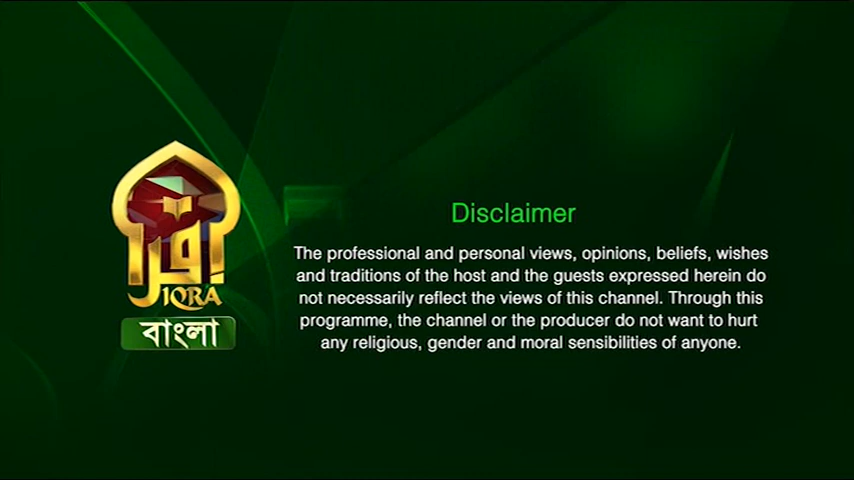 اقرأ
IQRA
বাংলা
Disclaimer
The professional and personal views, opinions, beliefs, wishes
and traditions of the host and the guests expressed herein do
not necessarily reflect the views of this channel. Through this
programme, the channel or the producer do not want to hurt
any religious, gender and moral sensibilities of anyone.